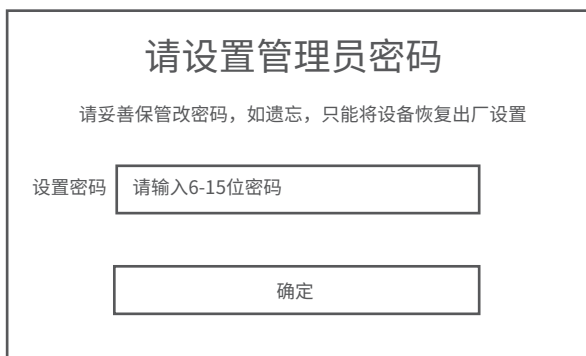 请设置管理员密码
请妥善保管改密码，如遗忘，只能将设备恢复出厂设置
设置密码 请输入6-15位密码
确定